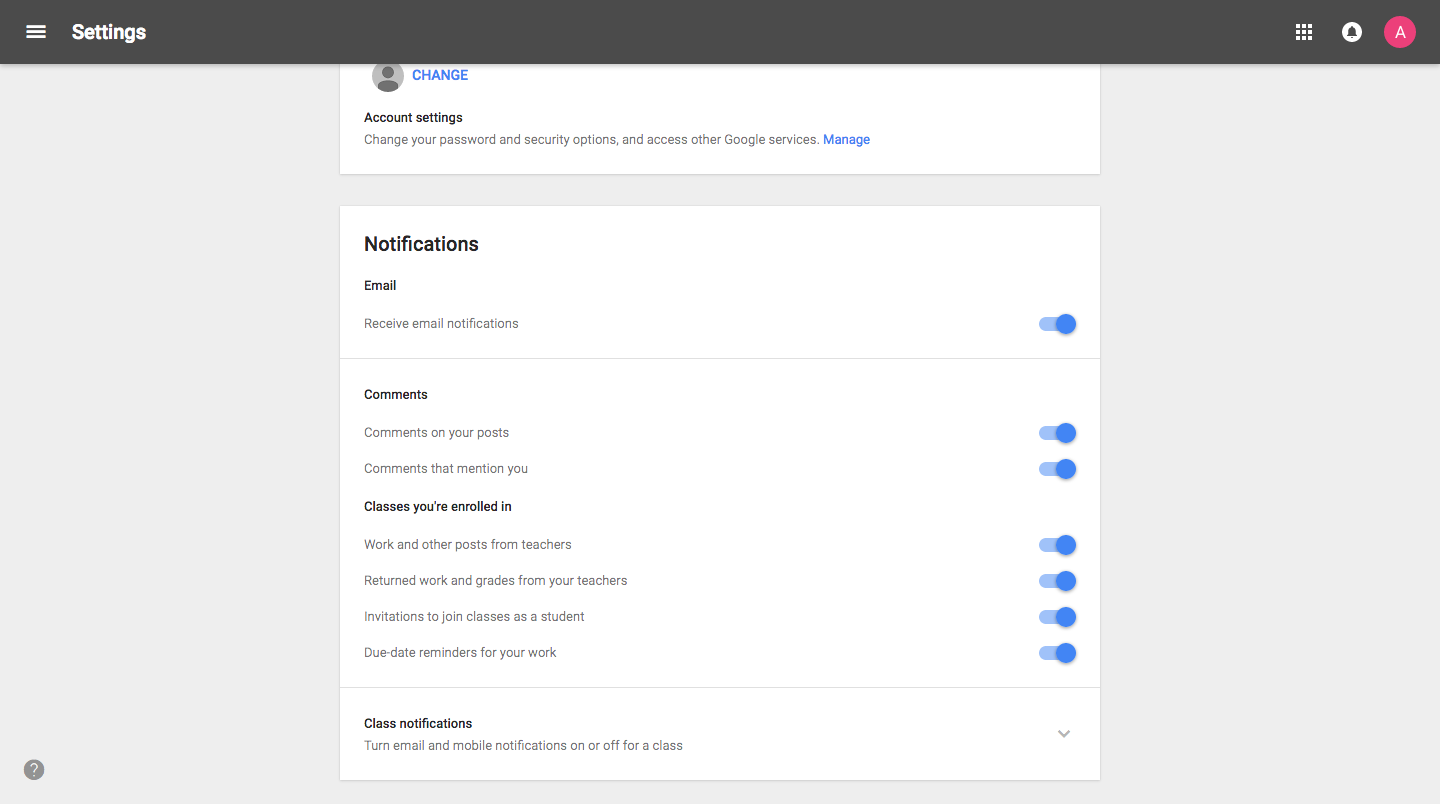 Settings
A
CHANGE
Account settings
Change your password and security options, and access other Google services. Manage
Notifications
Email
Receive email notifications
Comments
Comments on your posts
Comments that mention you
Classes you're enrolled in
Work and other posts from teachers
Returned work and grades from your teachers
Invitations to join classes as a student
Due-date reminders for your work
Class notifications
Turn email and mobile notifications on or off for a class
?